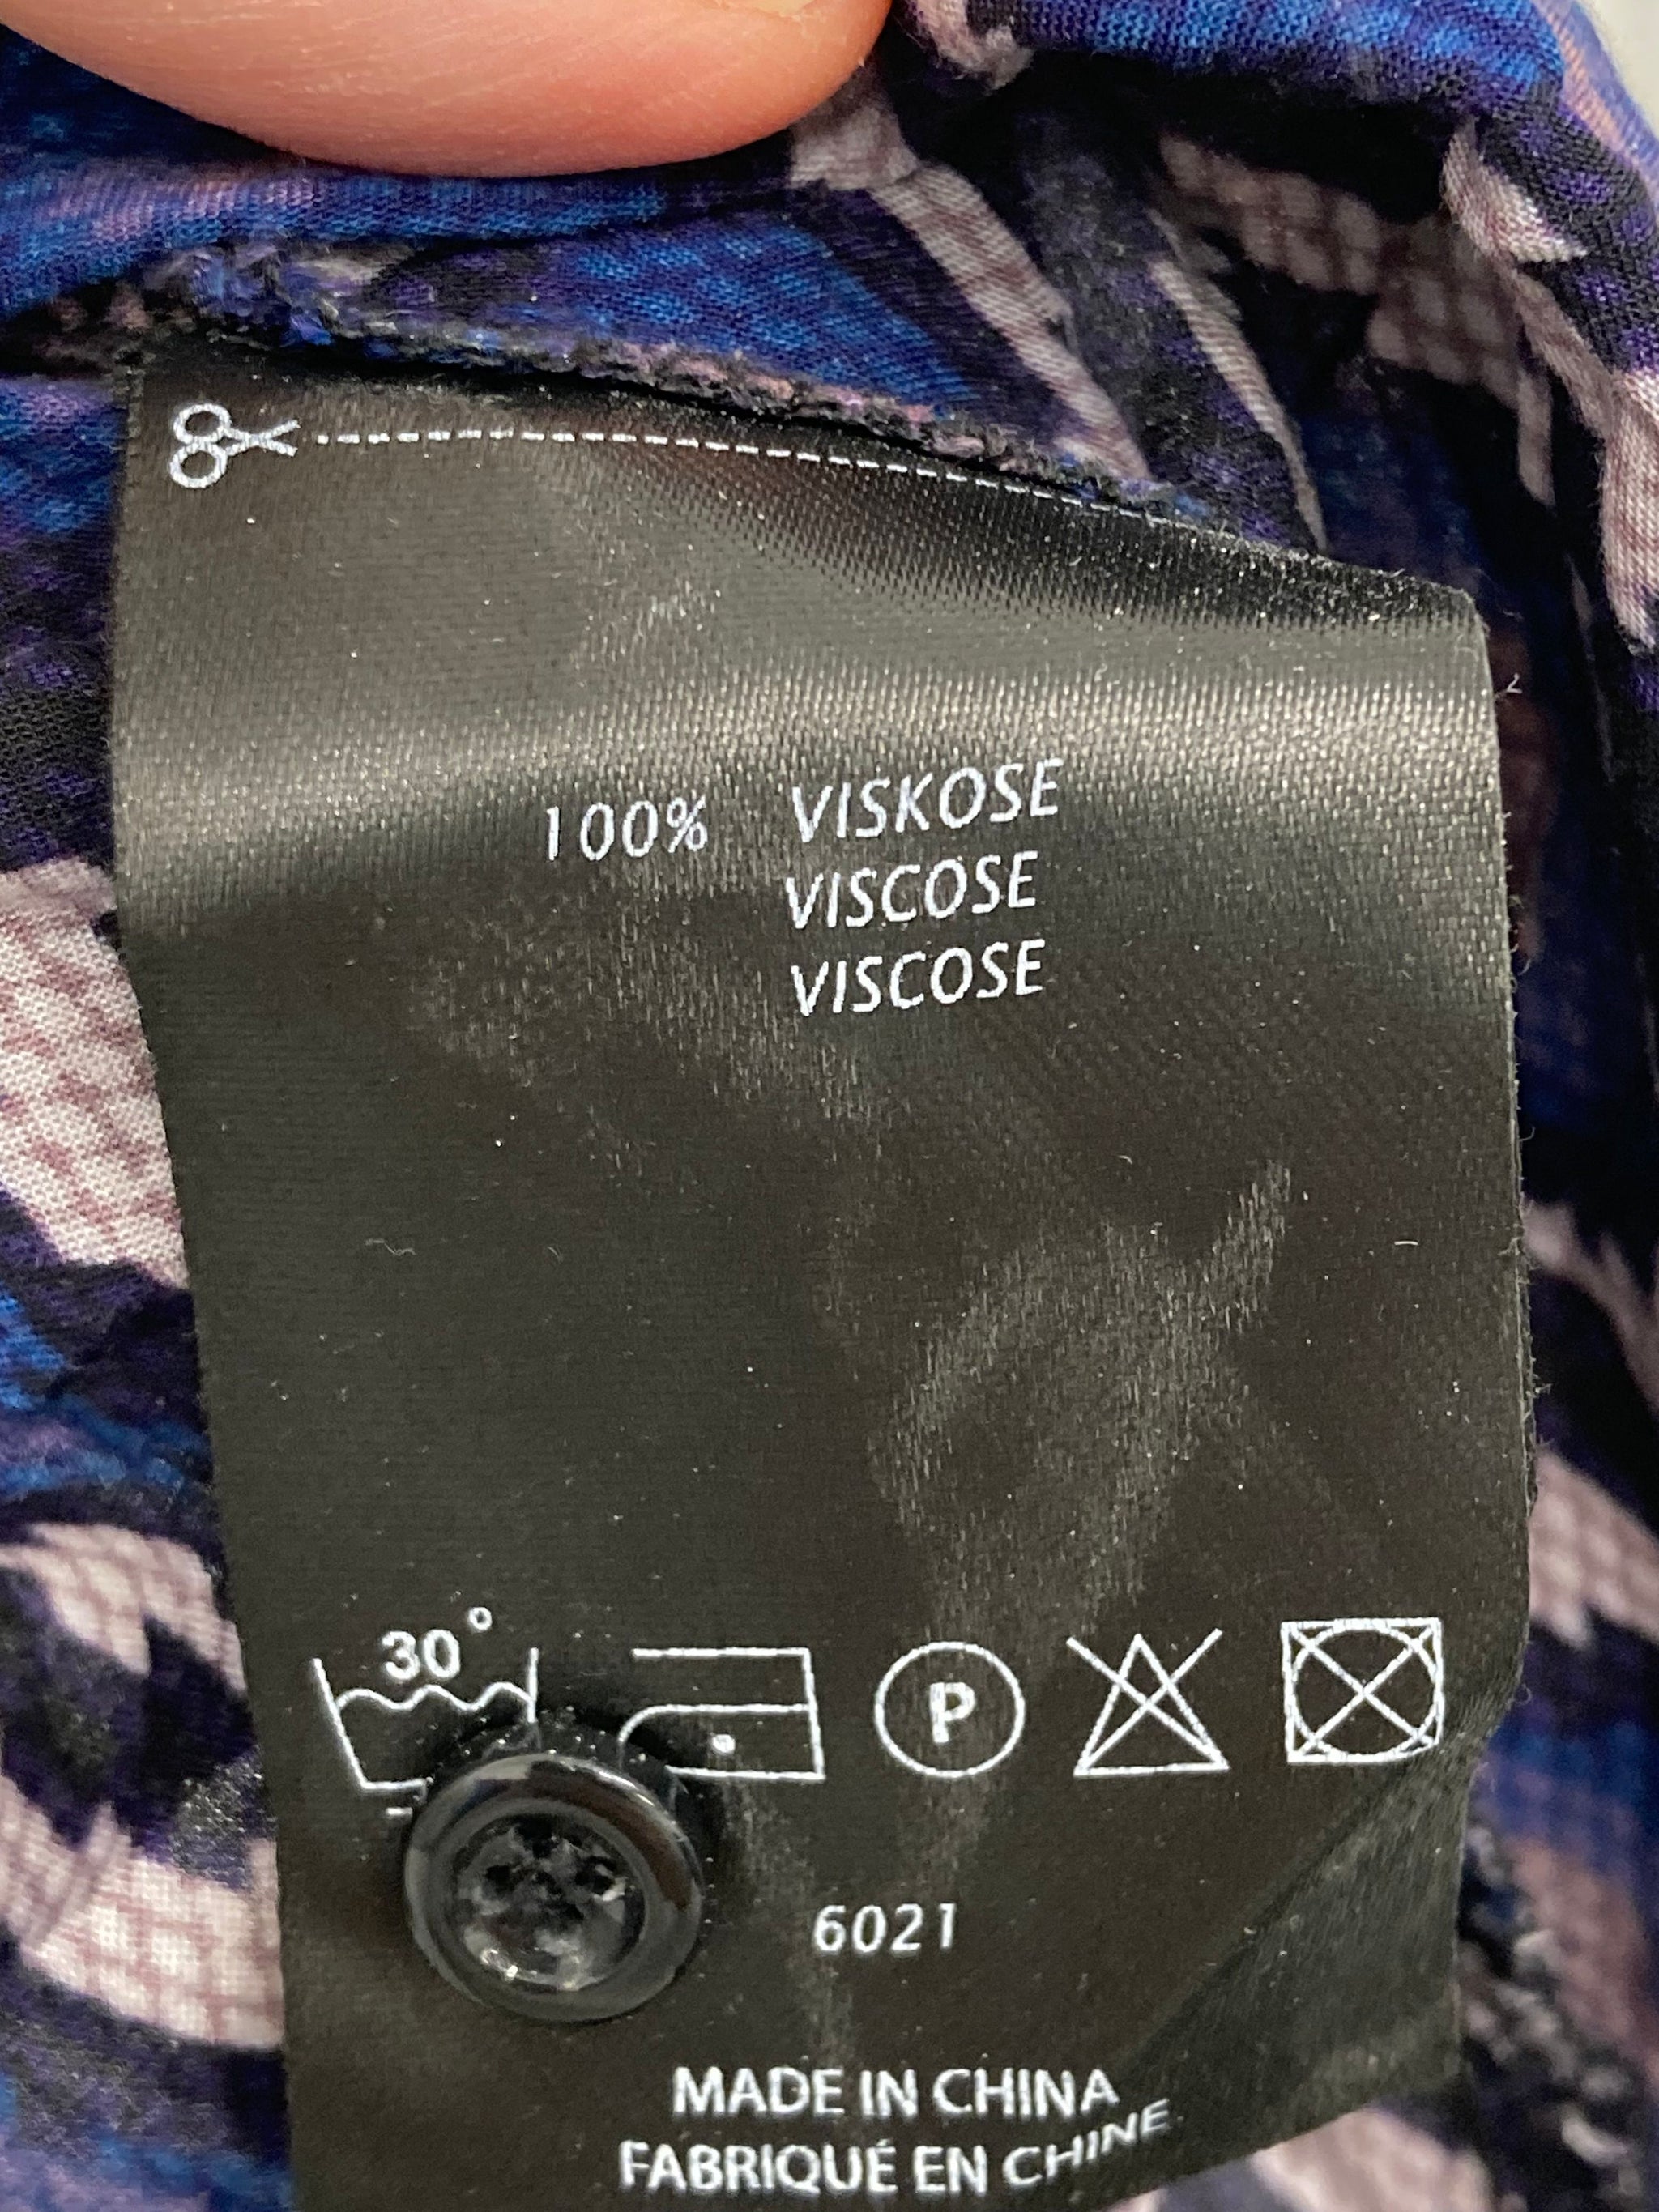 100% VISKOSE
VISCOSE
VISCOSE
30°
P
6021
MADE IN CHINA
FABRIQUÉ EN CHINE